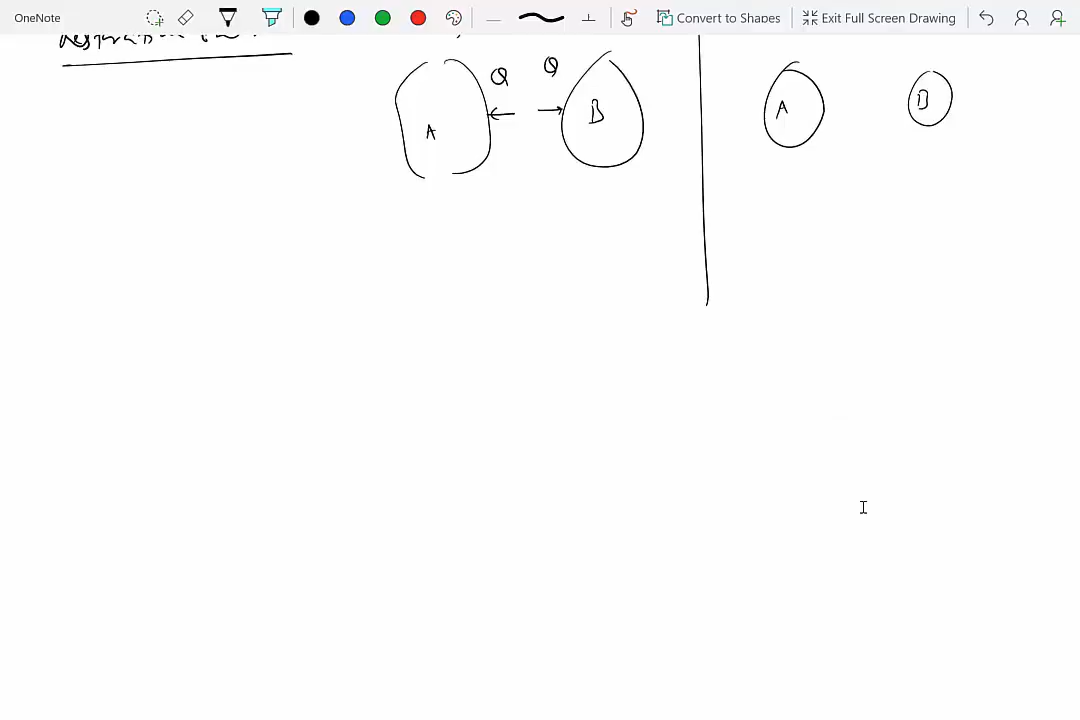 OneNote
Convert to Shapes
Exit Full Screen Drawing
Q Q
A B
A B